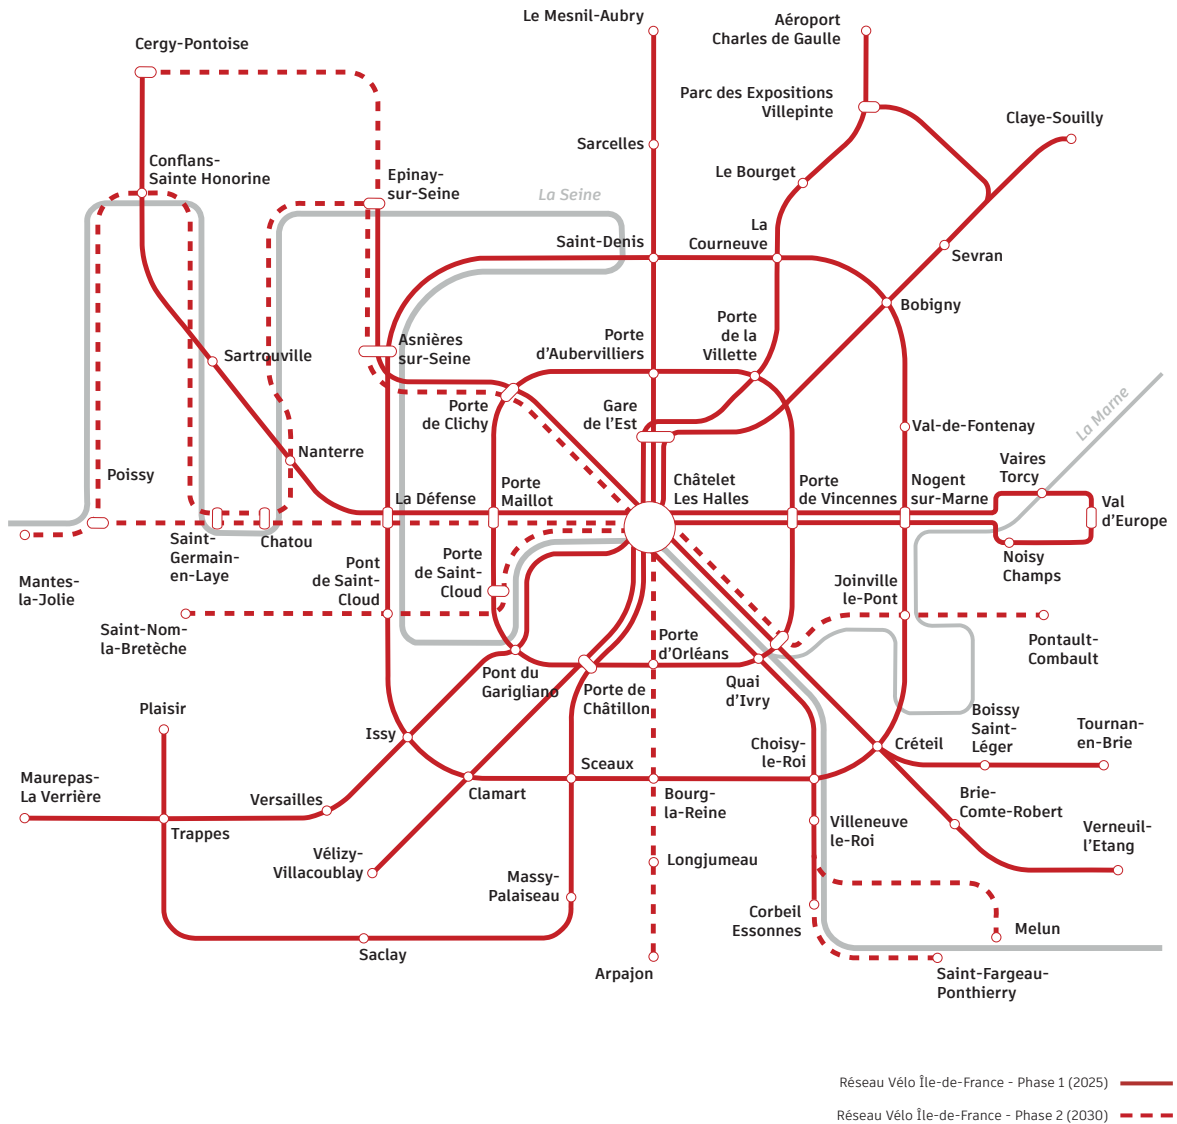 Le Mesnil-Aubry
Aéroport
Charles de Gaulle
Cergy-Pontoise
Parc des Expositions
Villepinte
Claye-Souilly
Sarcelles
Conflans-
Sainte Honorine
Epinay-
sur-Seine
Le Bourget
La Seine
La
Courneuve
Saint-Denis
Sevran
Bobigny
Porte
de la
Villette
Porte
d'Aubervilliers
Asnières
sur-Seine
Sartrouville
Porte
de Clichy
Gare
de l'Est
La Marne
Val-de-Fontenay
Nanterre
Poissy
La Défense
Porte
Maillot
Châtelet
Les Halles
Porte
de Vincennes
Nogent
sur-Marne
Vaires
Torcy
Val
d'Europe
Saint-
Germain-
en-Laye
Chatou
Noisy
Champs
Mantes-
la-Jolie
Pont
de Saint-
Cloud
Porte
de Saint-
Cloud
Joinville
le-Pont
Saint-Nom-
la-Bretèche
Porte
d'Orléans
Pontault-
Combault
Pont du
Garigliano
Porte de
Châtillon
Quai
d'Ivry
Plaisir
Issy
Choisy-
le-Roi
Créteil
Boissy
Saint-
Léger
Tournan-
en-Brie
Maurepas-
La Verrière
Versailles
Clamart
Sceaux
Bourg-
la-Reine
Brie-
Comte-Robert
Trappes
Villeneuve
le-Roi
Verneuil-
l'Etang
Vélizy-
Villacoublay
Longjumeau
Massy-
Palaiseau
Corbeil
Essonnes
Melun
Saclay
Arpajon
Saint-Fargeau-
Ponthierry
Réseau Vélo Île-de-France - Phase 1 (2025)
Réseau Vélo Île-de-France - Phase 2 (2030)